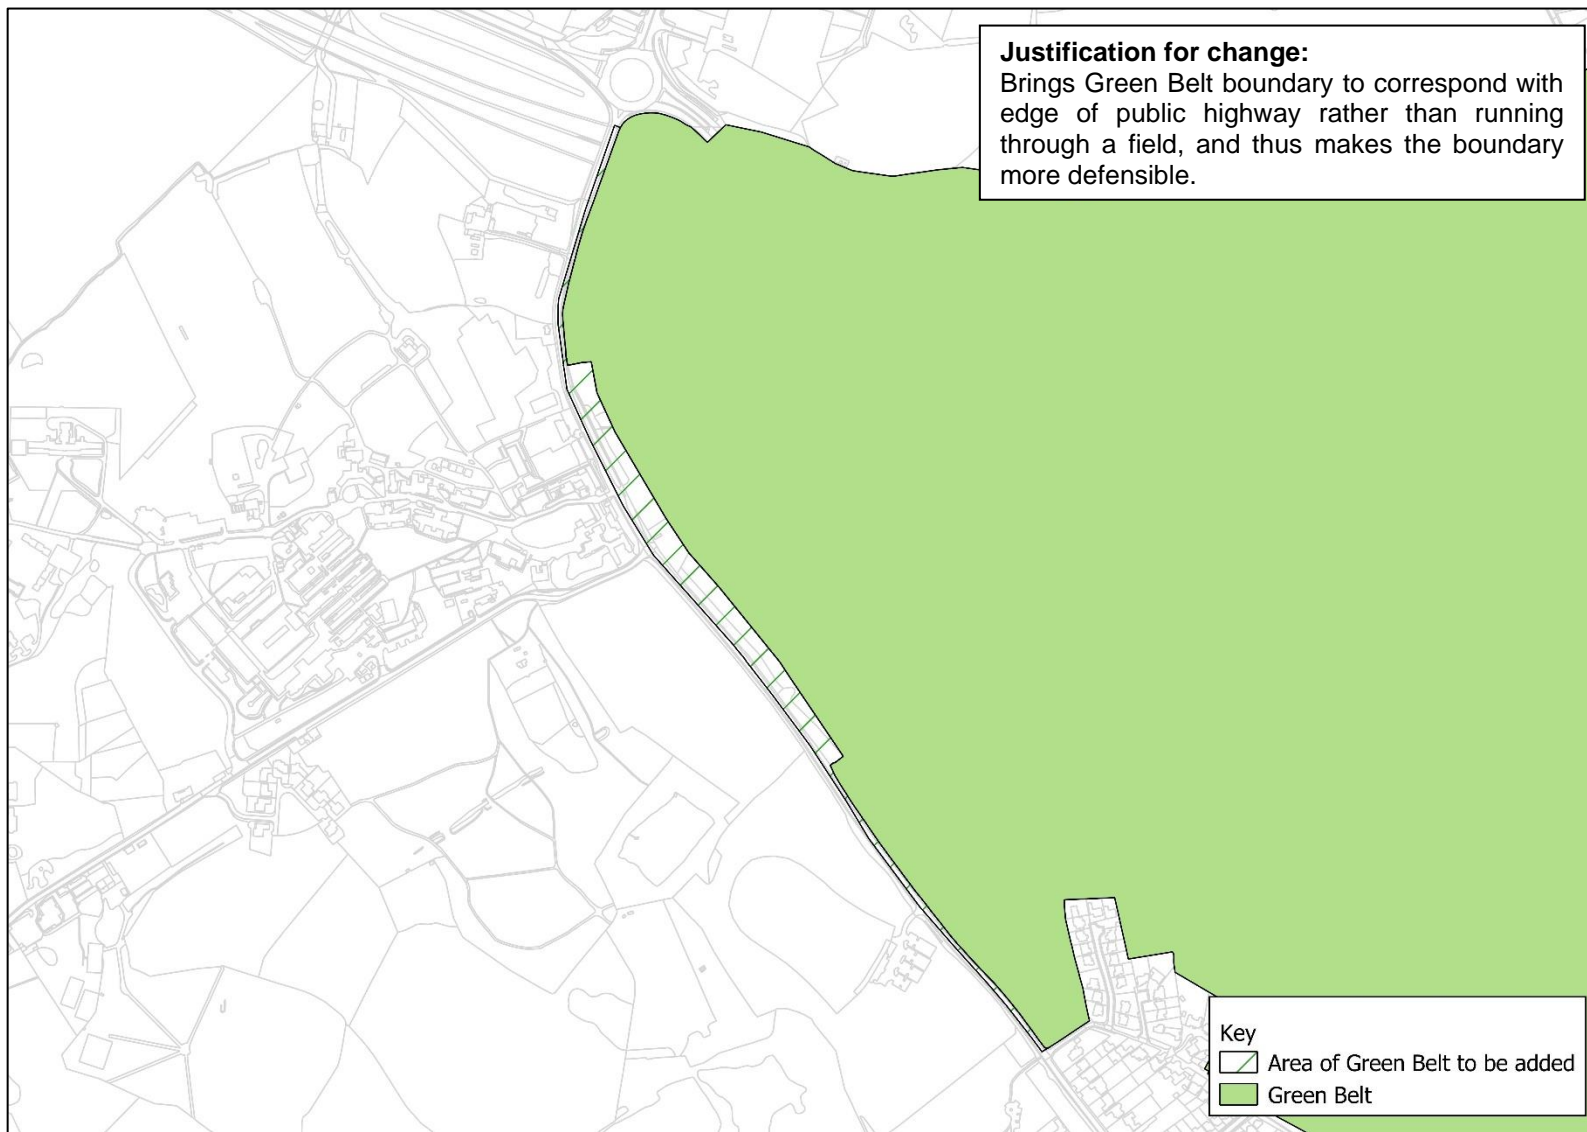 Justification for change:
Brings Green Belt boundary to correspond with
edge of public highway rather than running
through a field, and thus makes the boundary
more defensible.
Key
Area of Green Belt to be added
Green Belt